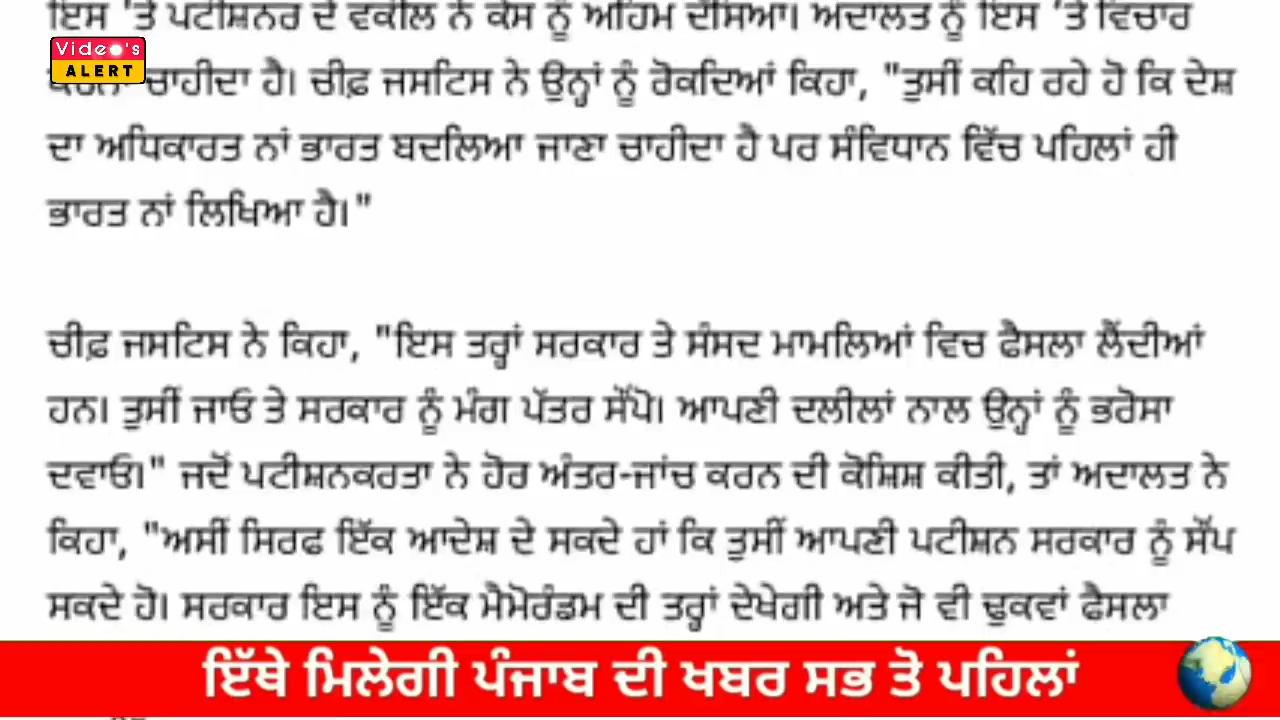 ਇਸ 'ਤੇ ਪਟੀਸ਼ਨਰ ਦੇ ਵਕੀਲ ਨੇ ਕੇਸ ਨੂੰ ਅਹਿਮ ਦੱਸਿਆ। ਅਦਾਲਤ ਨੂੰ ਇਸ 'ਤੇ ਵਿਚਾਰ
Video's
ALERT
ਚਾਹੀਦਾ ਹੈ। ਚੀਫ਼ ਜਸਟਿਸ ਨੇ ਉਨ੍ਹਾਂ ਨੂੰ ਰੋਕਦਿਆਂ ਕਿਹਾ, "ਤੁਸੀਂ ਕਹਿ ਰਹੇ ਹੋ ਕਿ ਦੇਸ਼
ਦਾ ਅਧਿਕਾਰਤ ਨਾਂ ਭਾਰਤ ਬਦਲਿਆ ਜਾਣਾ ਚਾਹੀਦਾ ਹੈ ਪਰ ਸੰਵਿਧਾਨ ਵਿੱਚ ਪਹਿਲਾਂ ਹੀ
ਭਾਰਤ ਨਾਂ ਲਿਖਿਆ ਹੈ।"
ਚੀਫ਼ ਜਸਟਿਸ ਨੇ ਕਿਹਾ, "ਇਸ ਤਰ੍ਹਾਂ ਸਰਕਾਰ ਤੇ ਸੰਸਦ ਮਾਮਲਿਆਂ ਵਿਚ ਫੈਸਲਾ ਲੈਂਦੀਆਂ
ਹਨ। ਤੁਸੀਂ ਜਾਓ ਤੇ ਸਰਕਾਰ ਨੂੰ ਮੰਗ ਪੱਤਰ ਸੌਂਪੋ। ਆਪਣੀ ਦਲੀਲਾਂ ਨਾਲ ਉਨ੍ਹਾਂ ਨੂੰ ਭਰੋਸਾ
ਦਵਾਓ।" ਜਦੋਂ ਪਟੀਸ਼ਨਕਰਤਾ ਨੇ ਹੋਰ ਅੰਤਰ-ਜਾਂਚ ਕਰਨ ਦੀ ਕੋਸ਼ਿਸ਼ ਕੀਤੀ, ਤਾਂ ਅਦਾਲਤ ਨੇ
ਕਿਹਾ, "ਅਸੀਂ ਸਿਰਫ ਇੱਕ ਆਦੇਸ਼ ਦੇ ਸਕਦੇ ਹਾਂ ਕਿ ਤੁਸੀਂ ਆਪਣੀ ਪਟੀਸ਼ਨ ਸਰਕਾਰ ਨੂੰ ਸੌਂਪ
ਸਕਦੇ ਹੋ। ਸਰਕਾਰ ਇਸ ਨੂੰ ਇੱਕ ਮੈਮੋਰੰਡਮ ਦੀ ਤਰ੍ਹਾਂ ਦੇਖੇਗੀ ਅਤੇ ਜੋ ਵੀ ਢੁਕਵਾਂ ਫੈਸਲਾ
ਇੱਥੇ ਮਿਲੇਗੀ ਪੰਜਾਬ ਦੀ ਖਬਰ ਸਭ ਤੋ ਪਹਿਲਾਂ